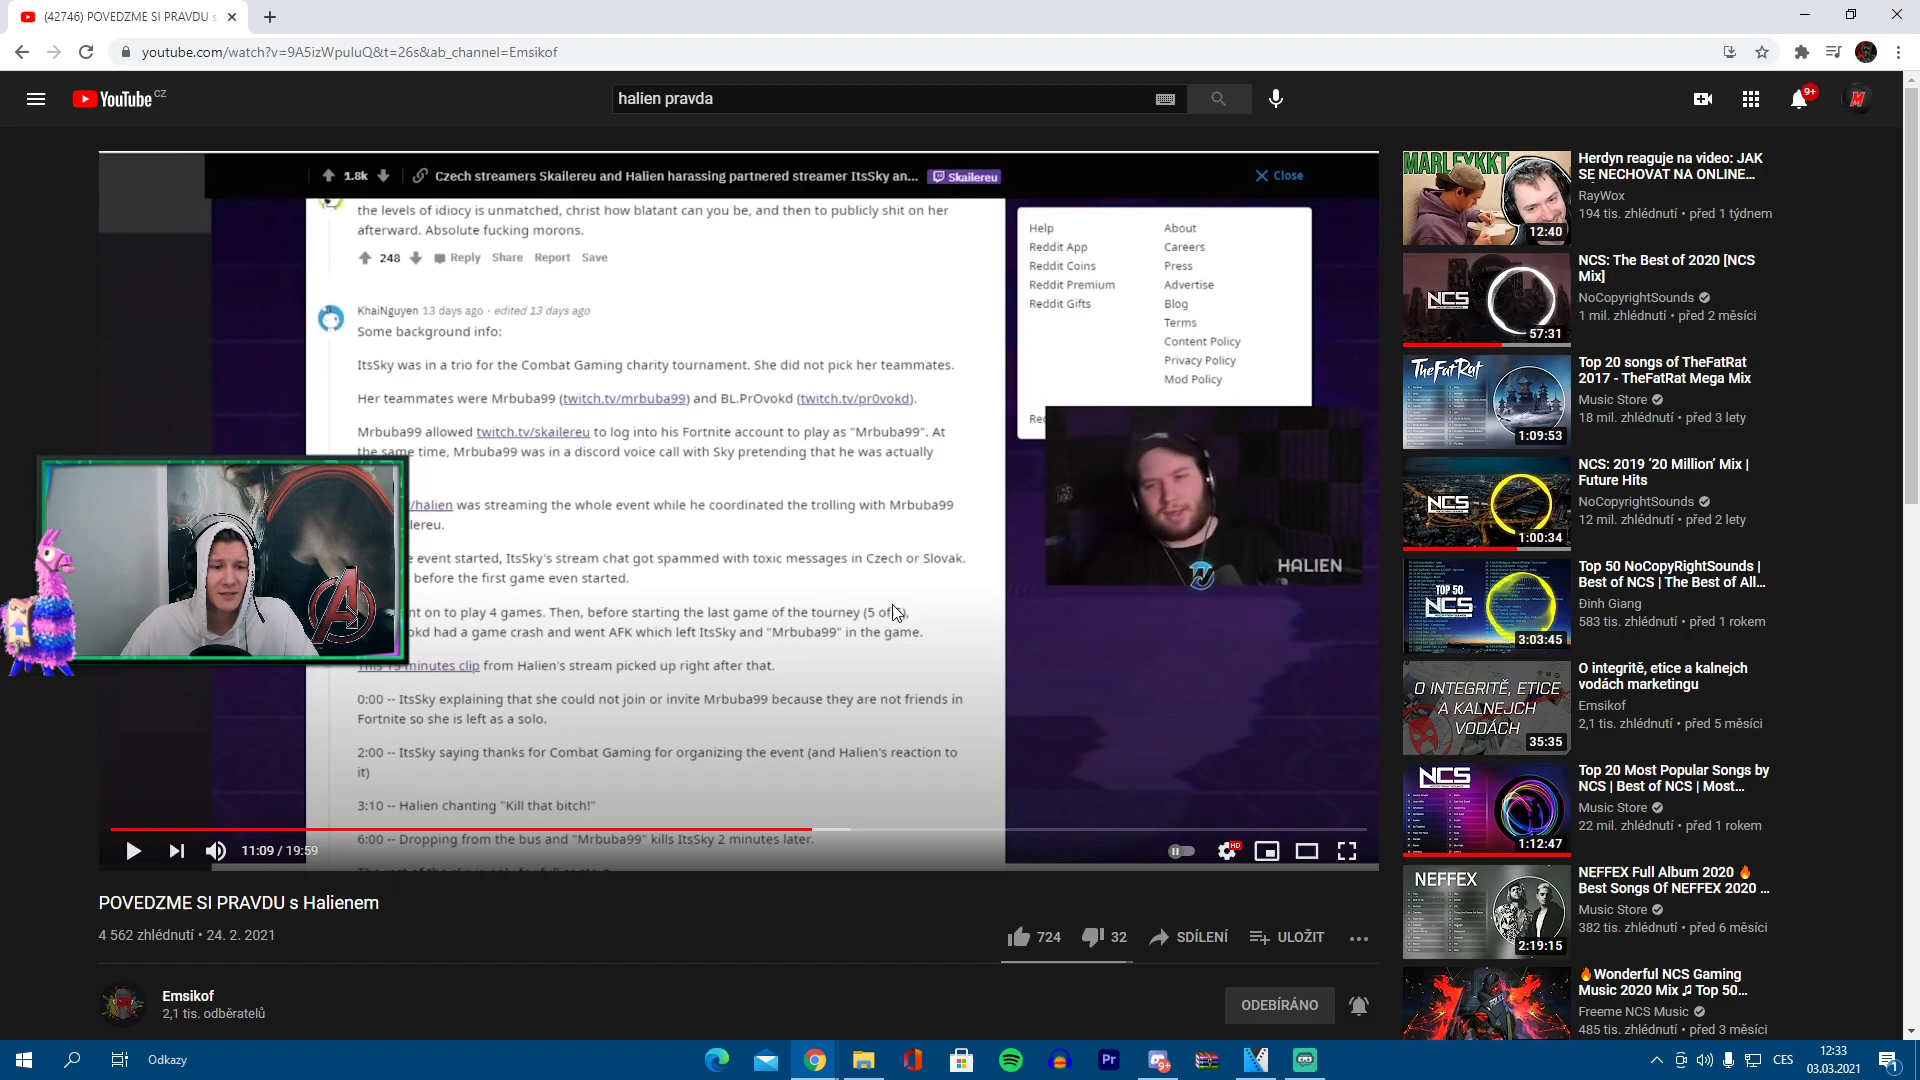 (42746) POVEDZME SI PRAVDU s
youtube.com/watch?v=9A5izWpuluQ&t=26s&ab_channel=Emsikof
YouTube CZ
halien pravda
9+
1.8k
Czech streamers Skailereu and Halien harassing partnered streamer ItsSky an...
Skailereu
Close
the levels of idiocy is unmatched, christ how blatant can you be, and then to publicly shit on her
afterward. Absolute fucking morons.
248 Reply Share Report Save
KhaiNguyen 13 days ago · edited 13 days ago
Some background info:
ItsSky was in a trio for the Combat Gaming charity tournament. She did not pick her teammates.
Her teammates were Mrbuba99 (twitch.tv/mrbuba99) and BL.PrOvokd (twitch.tv/pr0vokd).
Mrbuba99 allowed twitch.tv/skailereu to log into his Fortnite account to play as "Mrbuba99". At
the same time, Mrbuba99 was in a discord voice call with Sky pretending that he was actually
/halien was streaming the whole event while he coordinated the trolling with Mrbuba99
lereu.
e event started, ItsSky's stream chat got spammed with toxic messages in Czech or Slovak.
before the first game even started.
nt on to play 4 games. Then, before starting the last game of the tourney (5 of
okd had a game crash and went AFK which left ItsSky and "Mrbuba99" in the game.
This 15 minutes clip from Halien's stream picked up right after that.
0:00 -- ItsSky explaining that she could not join or invite Mrbuba99 because they are not friends in
Fortnite so she is left as a solo.
2:00 -- ItsSky saying thanks for Combat Gaming for organizing the event (and Halien's reaction to
it)
3:10 -- Halien chanting "Kill that bitch!"
6:00 -- Dropping from the bus and "Mrbuba99" kills ItsSky 2 minutes later.
Help
Reddit App
Reddit Coins
Reddit Premium
Reddit Gifts
About
Careers
Press
Advertise
Blog
Terms
Content Policy
Privacy Policy
Mod Policy
HALIEN
11:09 / 19:59
HD
POVEDZME SI PRAVDU s Halienem
4 562 zhlédnutí • 24. 2. 2021
724
32
SDÍLENÍ
ULOŽIT
Emsikof
2,1 tis. odběratelů
ODEBÍRÁNO
MARLEYKKT
12:40
Herdyn reaguje na video: JAK
SE NECHOVAT NA ONLINE...
RayWox
194 tis. zhlédnutí • před 1 týdnem
NCS
57:31
NCS: The Best of 2020 [NCS
Mix]
NoCopyrightSounds
1 mil. zhlédnutí • před 2 měsíci
TheFatRat
1:09:53
Top 20 songs of TheFatRat
2017 - TheFatRat Mega Mix
Music Store
18 mil. zhlédnutí • před 3 lety
NCS
1:00:34
NCS: 2019 ‘20 Million’ Mix |
Future Hits
NoCopyrightSounds
12 mil. zhlédnutí • před 2 lety
TOP 50
NCS
3:03:45
Top 50 NoCopyRightSounds |
Best of NCS | The Best of All...
Đinh Giang
583 tis. zhlédnutí • před 1 rokem
O INTEGRITĚ, ETICE
A KALNEJCH
VODÁCH
35:35
O integritě, etice a kalnejch
vodách marketingu
Emsikof
2,1 tis. zhlédnutí • před 5 měsíci
NCS
1:12:47
Top 20 Most Popular Songs by
NCS | Best of NCS | Most...
Music Store
22 mil. zhlédnutí • před 1 rokem
NEFFEX
2:19:15
NEFFEX Full Album 2020 🔥
Best Songs Of NEFFEX 2020 ...
Music Store
382 tis. zhlédnutí • před 6 měsíci
🔥Wonderful NCS Gaming
Music 2020 Mix ♫ Top 50...
Freeme NCS Music
485 tis. zhlédnutí • před 3 měsíci
Odkazy
Pr
9+
CES
12:33
03.03.2021
1